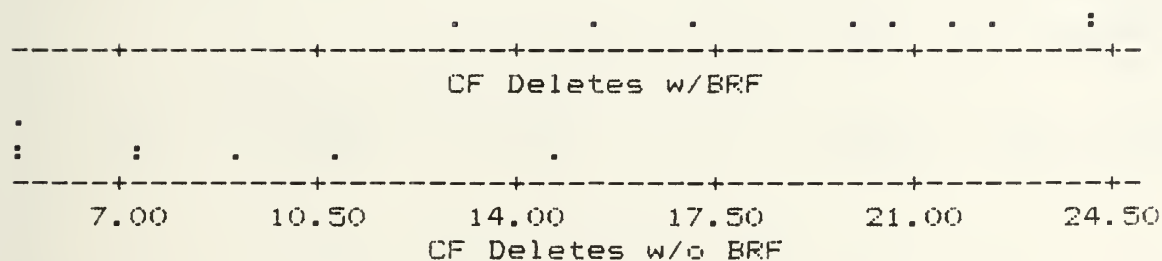 CF Deletes w/BRF
7.00 10.50 14.00 17.50 21.00 24.50
CF Deletes w/o BRF